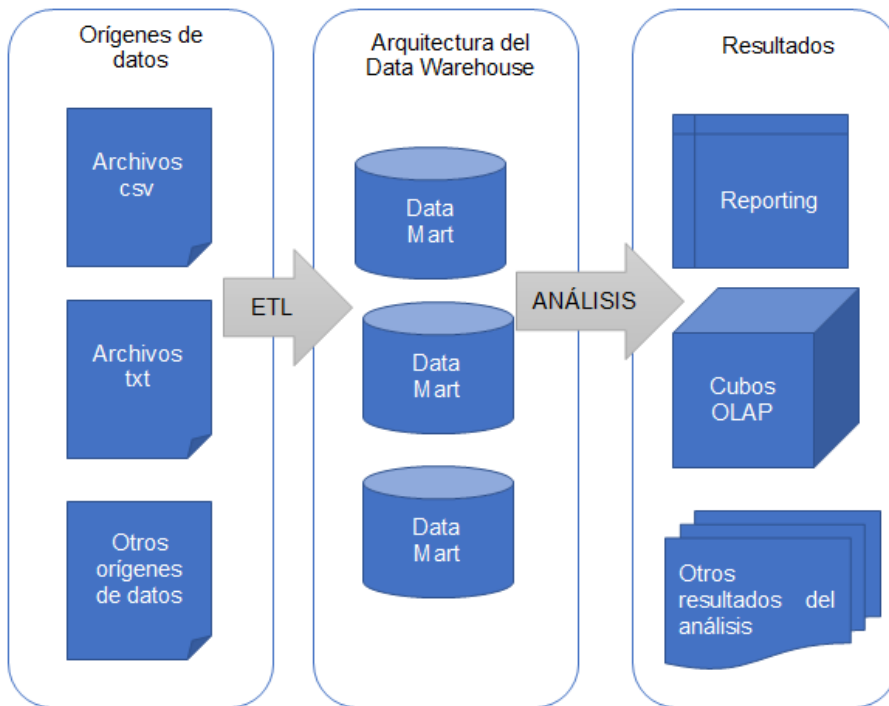 Orígenes de
datos
Archivos
csv
Archivos
txt
Otros
orígenes
de datos
ETL
Arquitectura del
Data Warehouse
Data
Mart
Data
Mart
Data
Mart
ANÁLISIS
Resultados
Reporting
Cubos
OLAP
Otros
resultados del
análisis